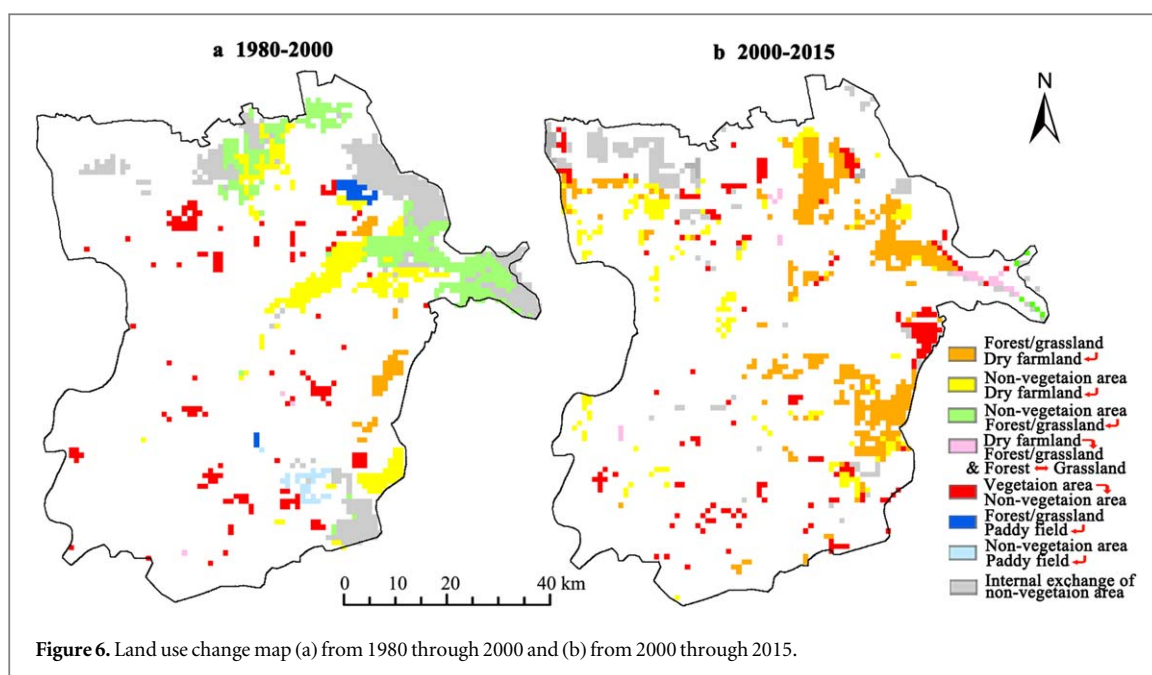 a 1980-2000
b 2000-2015
N
Forest/grassland
Dry farmland
Non-vegetaion area
Dry farmland
Non-vegetaion area
Forest/grassland
Dry farmland
Forest/grassland
& Forest ↔ Grassland
Vegetaion area
Non-vegetaion area
Forest/grassland
Paddy field
Non-vegetaion area
Paddy field
Internal exchange of
non-vegetaion area
0 10 20 40 km
Figure 6. Land use change map (a) from 1980 through 2000 and (b) from 2000 through 2015.